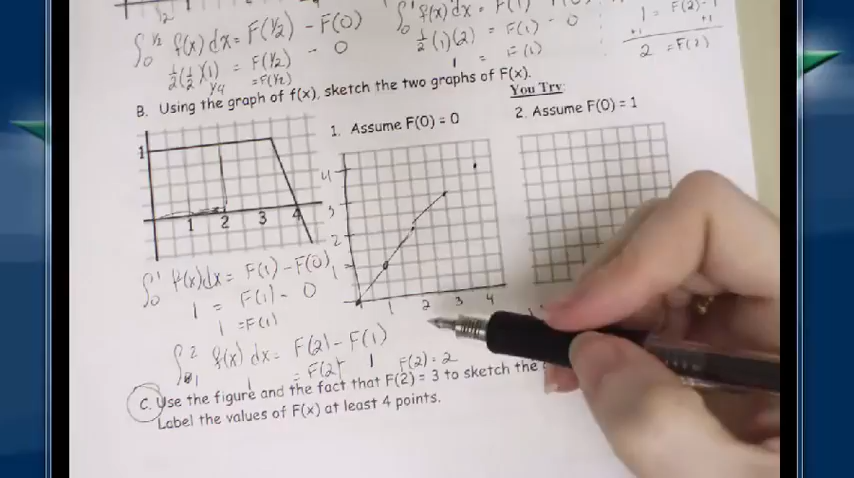 ∫₀^½ f(x)dx = F(½) - F(0)
½(½)(1) = F(½) - 0
¼ = F(½)
½(1)(2) = F(1) - 0
1 = F(1)
+1 +1
2 = F(2)
B. Using the graph of f(x), sketch the two graphs of F(x).
You Try:
1. Assume F(0) = 0
2. Assume F(0) = 1
1
1 2 3 4
4
3
2
1
1 2 3 4
∫₀¹ f(x)dx = F(1) - F(0)
1 = F(1) - 0
1 = F(1)
∫₁² f(x) dx = F(2) - F(1)
1 = F(2) - 1 F(2) = 2
C. Use the figure and the fact that F(2) = 3 to sketch the
Label the values of F(x) at least 4 points.